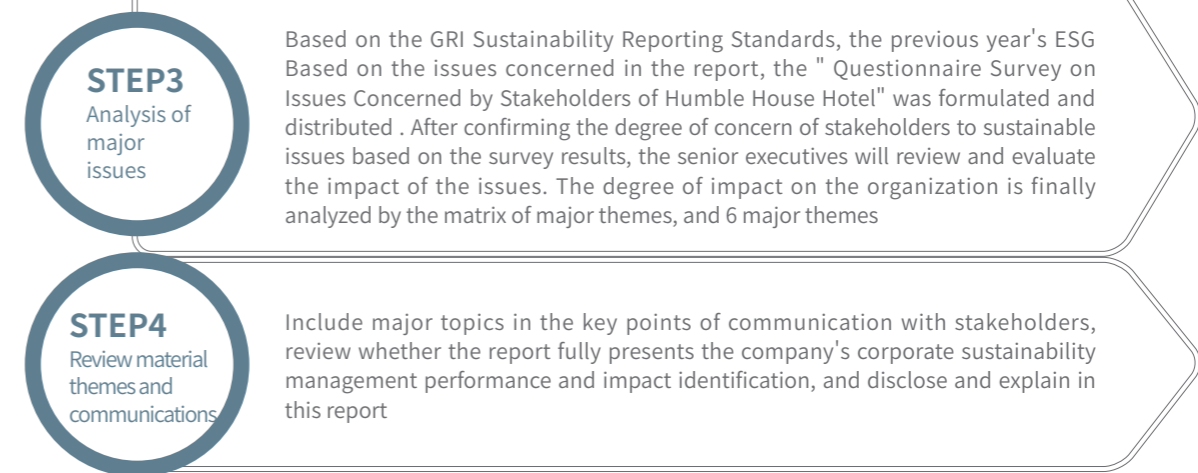 STEP3
Analysis of
major
issues
Based on the GRI Sustainability Reporting Standards, the previous year's ESG
Based on the issues concerned in the report, the " Questionnaire Survey on
Issues Concerned by Stakeholders of Humble House Hotel" was formulated and
distributed . After confirming the degree of concern of stakeholders to sustainable
issues based on the survey results, the senior executives will review and evaluate
the impact of the issues. The degree of impact on the organization is finally
analyzed by the matrix of major themes, and 6 major themes
STEP4
Review material
themes and
communications
Include major topics in the key points of communication with stakeholders,
review whether the report fully presents the company's corporate sustainability
management performance and impact identification, and disclose and explain in
this report